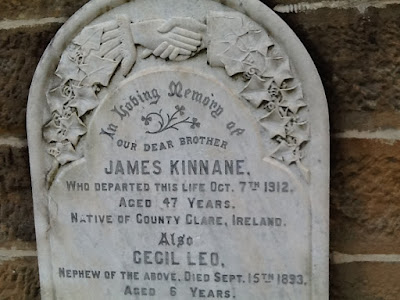 In Loving Memory of
OUR DEAR BROTHER
JAMES KINNANE.
WHO DEPARTED THIS LIFE OCT. 7TH 1912.
AGED 47 YEARS.
NATIVE OF COUNTY CLARE, IRELAND.
Also
CECIL LEO,
NEPHEW OF THE ABOVE, DIED SEPT. 15TH 1893,
AGED 6 YEARS.